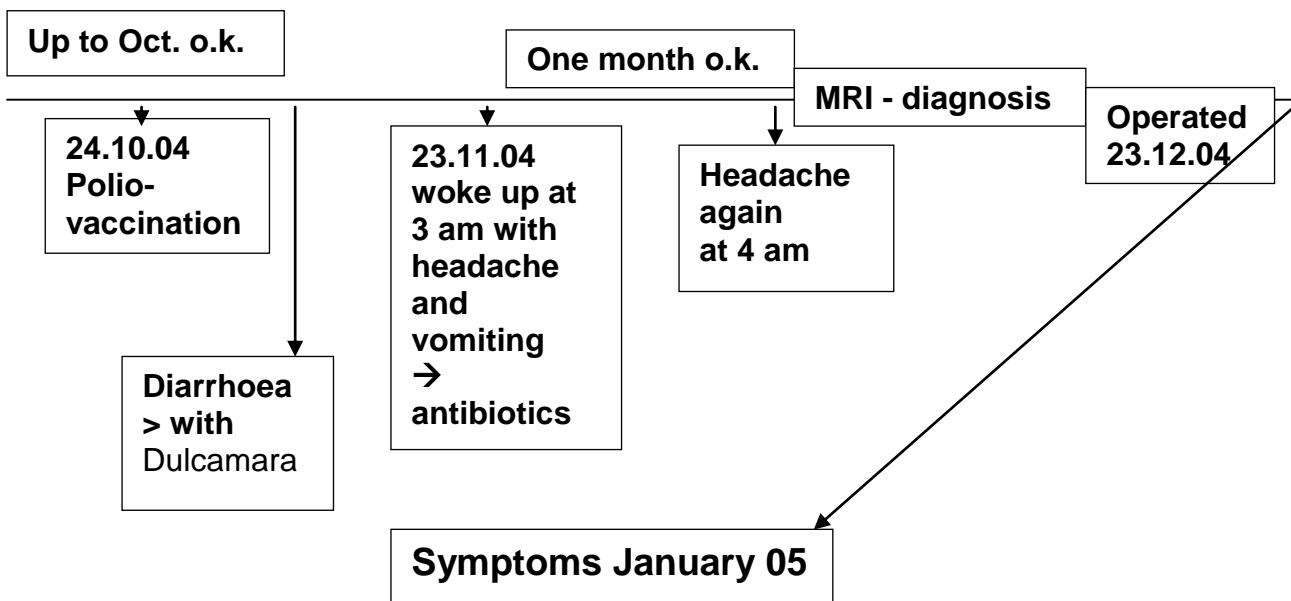 Up to Oct. o.k.
One month o.k.
MRI - diagnosis
Operated
23.12.04
24.10.04
Polio-
vaccination
23.11.04
woke up at
3 am with
headache
and
vomiting
→
antibiotics
Headache
again
at 4 am
Diarrhoea
> with
Dulcamara
Symptoms January 05